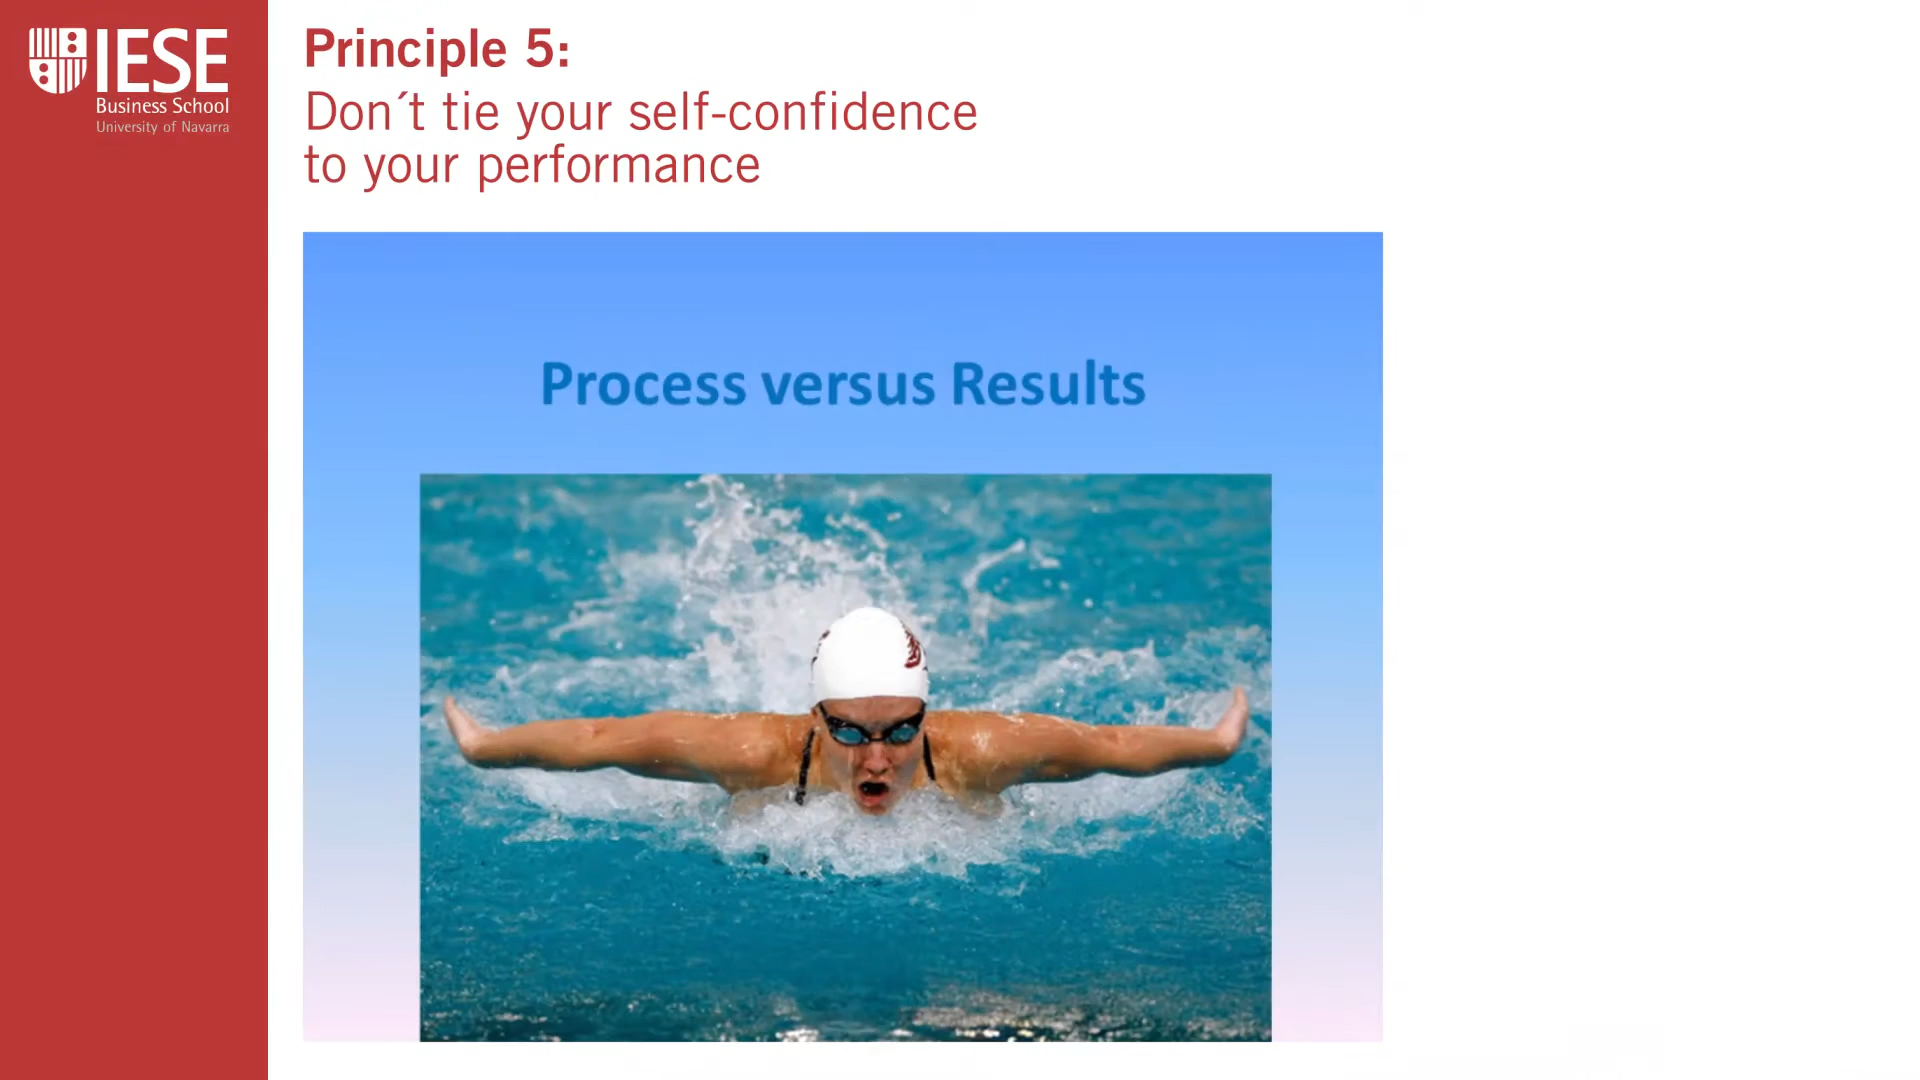 IESE
Business School
University of Navarra
Principle 5:
Don´t tie your self-confidence
to your performance
Process versus Results